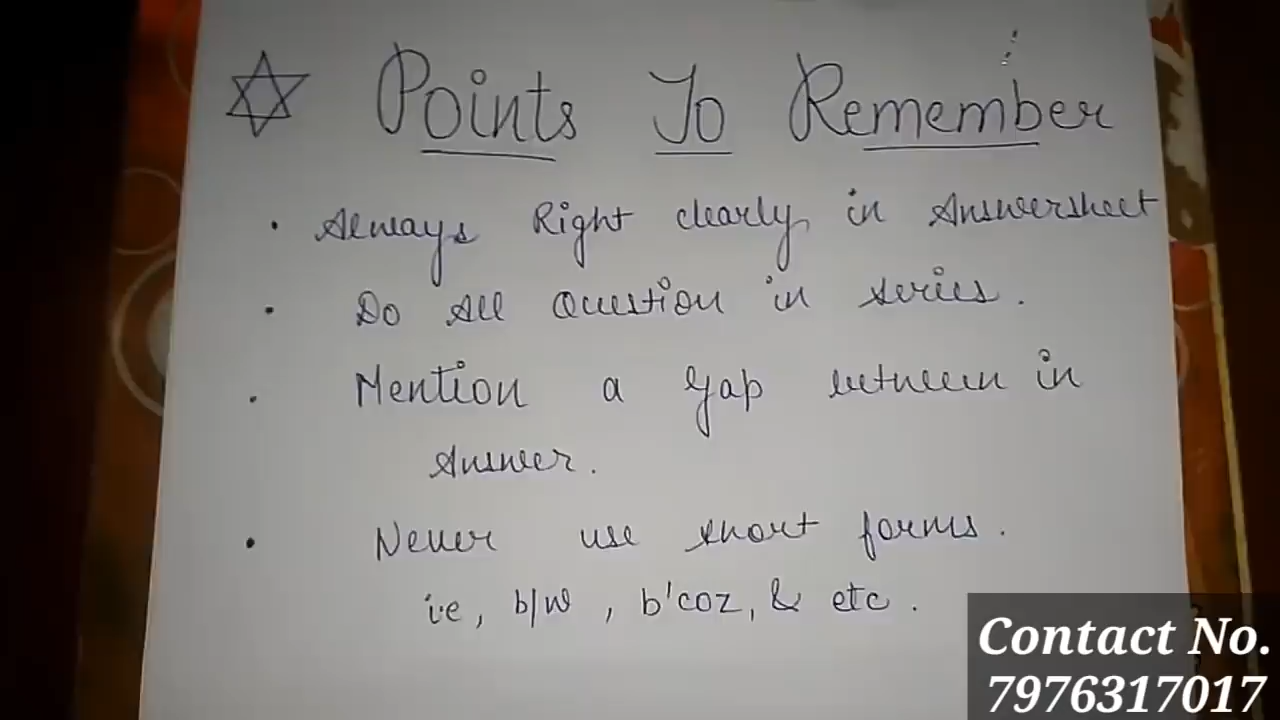 Points To Remember
• Always Right clearly in Answersheet
• Do All Question in series.
• Mention a gap between in
Answer.
• Never use short forms.
i.e, b/w, b'coz, & etc.
Contact No.
7976317017